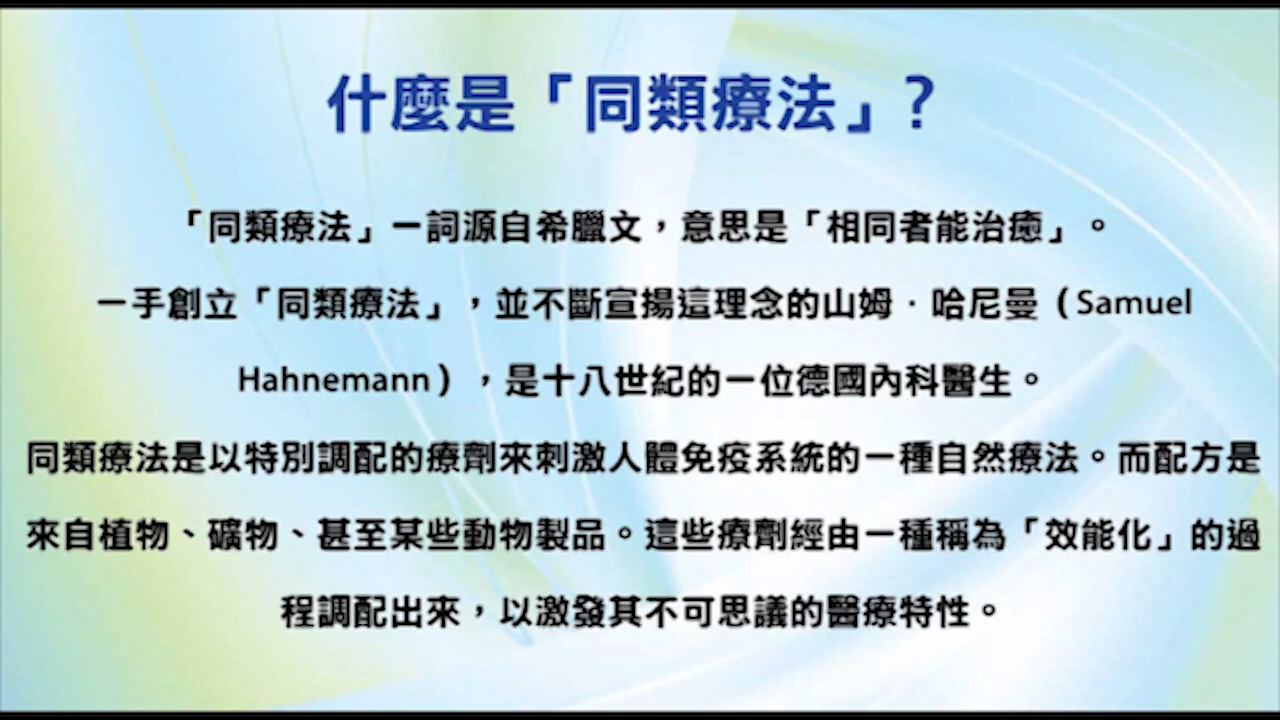 什麼是「同類療法」?
「同類療法」一詞源自希臘文，意思是「相同者能治癒」。
一手創立「同類療法」，並不斷宣揚這理念的山姆．哈尼曼（Samuel
Hahnemann），是十八世紀的一位德國內科醫生。
同類療法是以特別調配的療劑來刺激人體免疫系統的一種自然療法。而配方是
來自植物、礦物、甚至某些動物製品。這些療劑經由一種稱為「效能化」的過
程調配出來，以激發其不可思議的醫療特性。